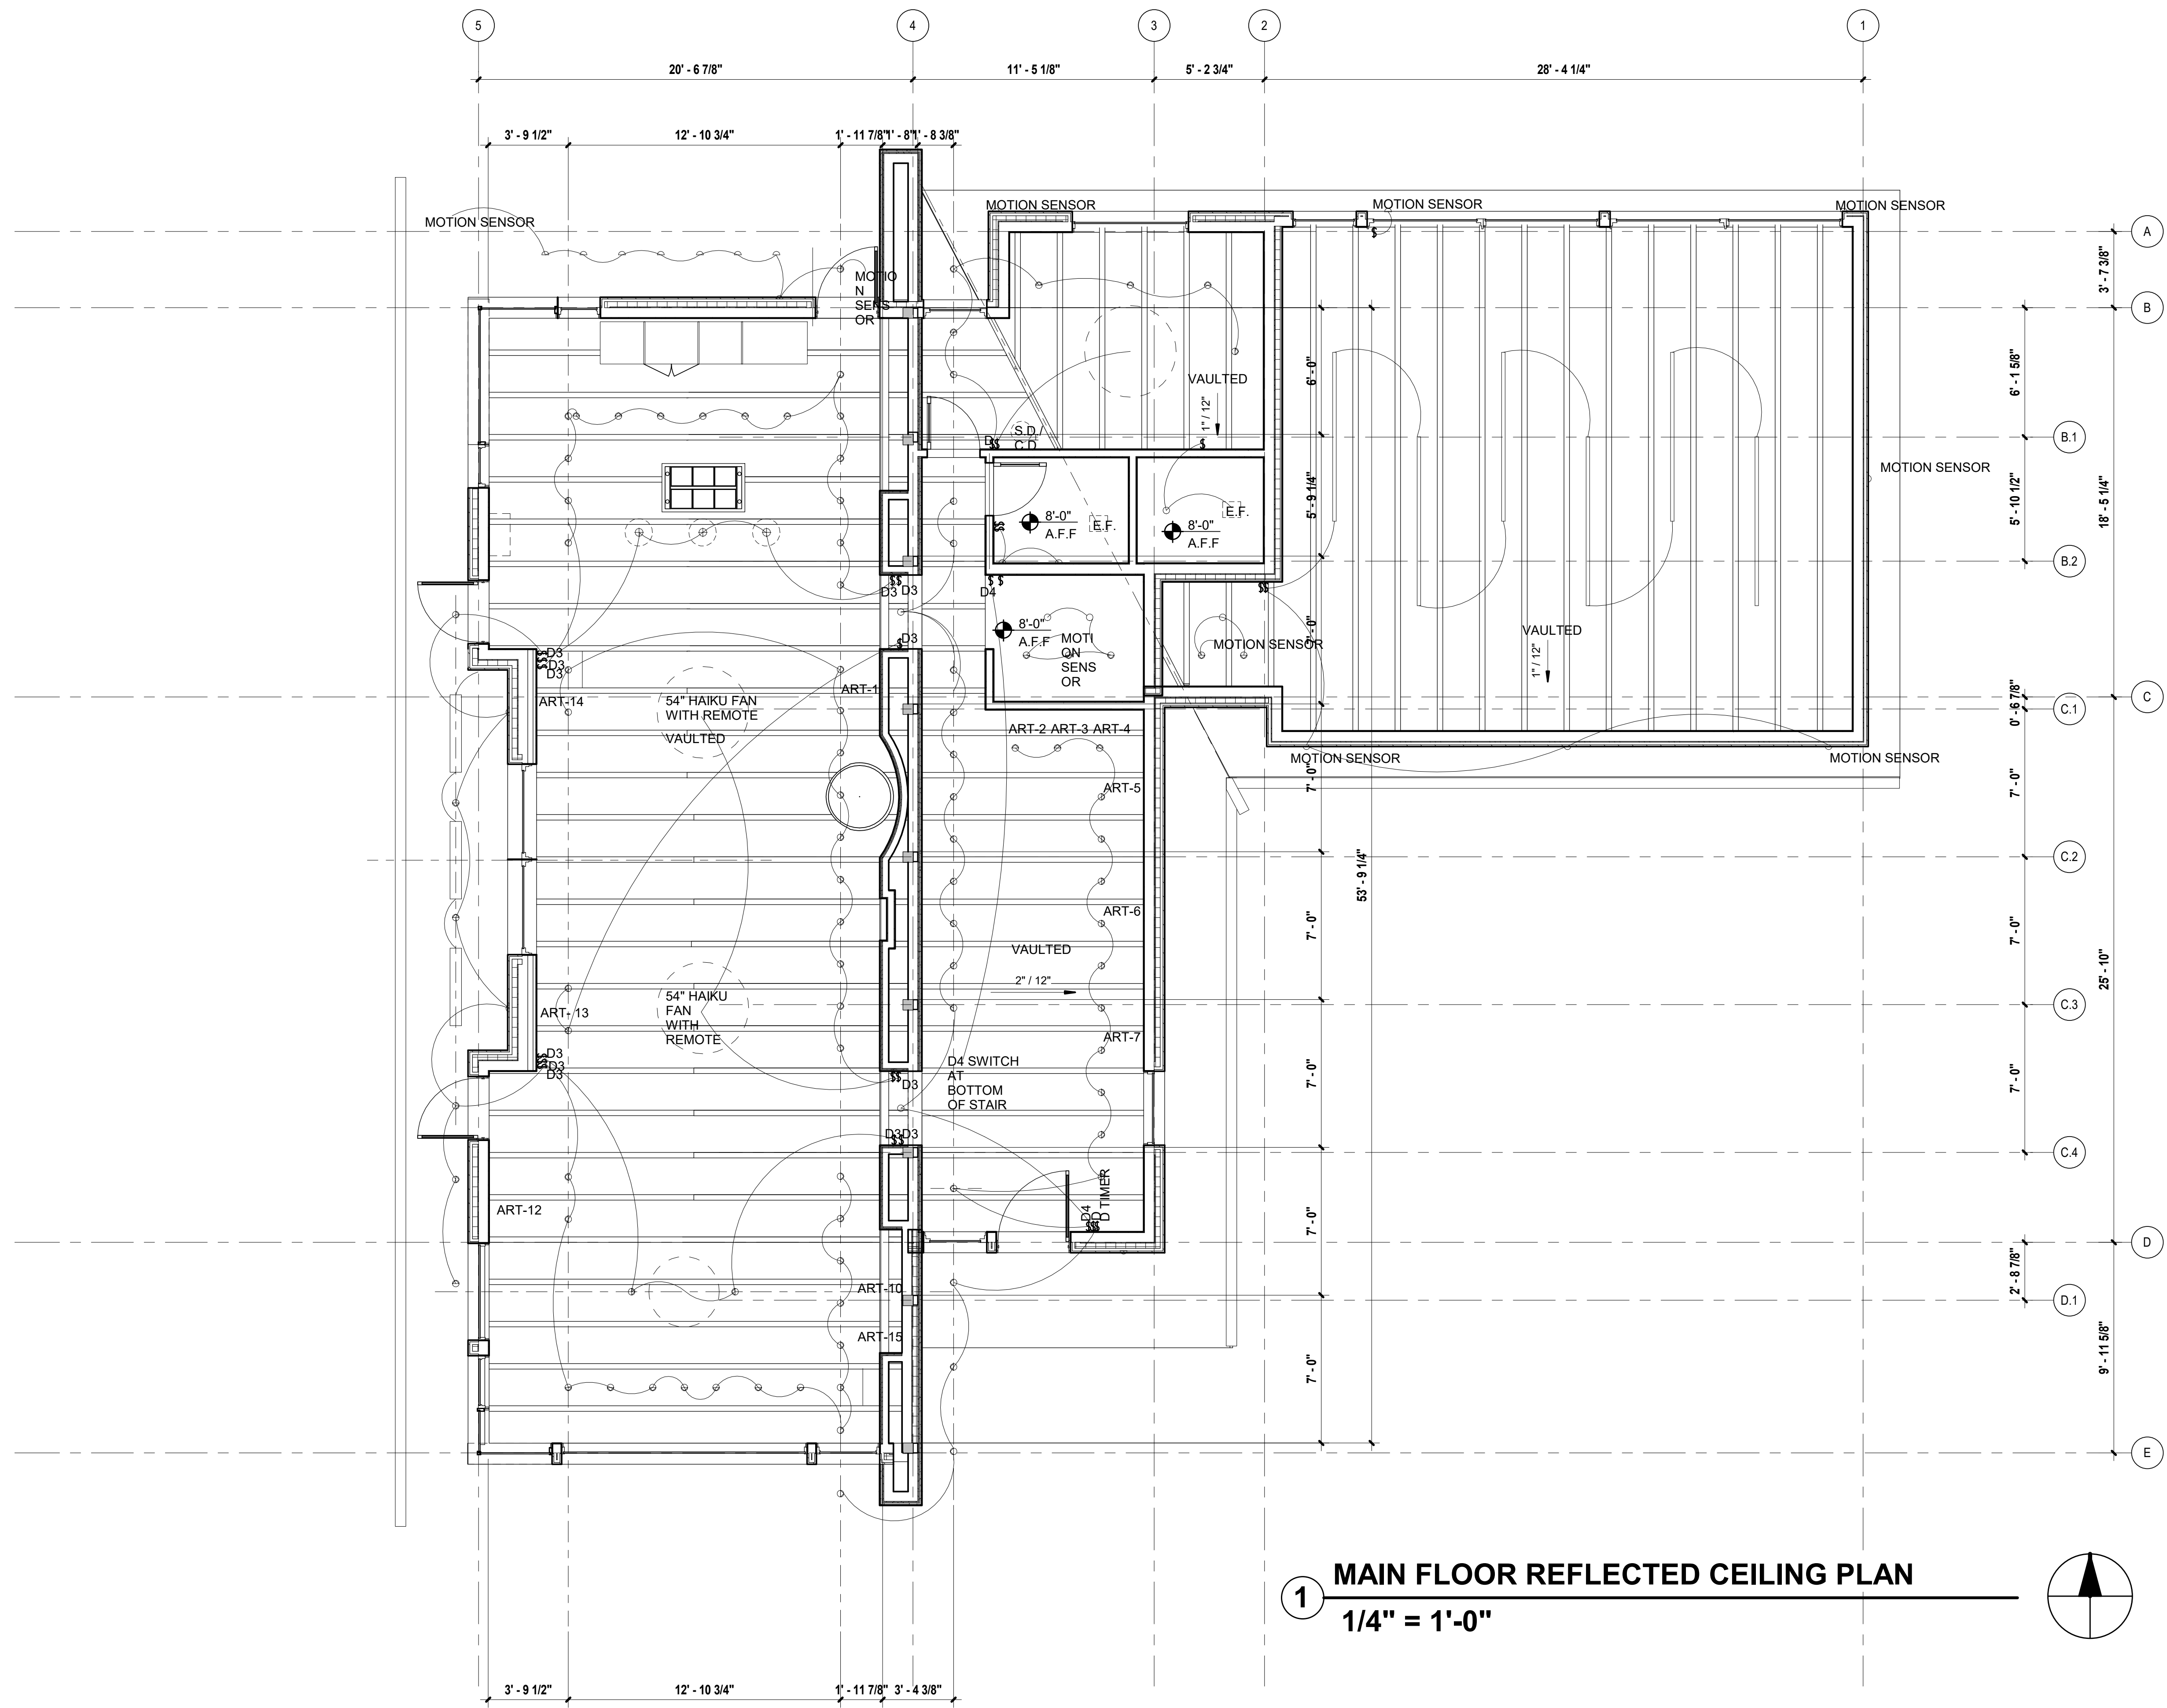 5
4
3
2
1
20' - 6 7/8"
11' - 5 1/8"
5' - 2 3/4"
28' - 4 1/4"
3' - 9 1/2"
12' - 10 3/4"
1' - 11 7/8"
1' - 8"
1' - 8 3/8"
MOTION SENSOR
MOTION SENSOR
MOTION SENSOR
MOTION SENSOR
A
3' - 7 3/8"
B
MOTIO
N
SENS
OR
VAULTED
1" / 12"
6' - 0"
6' - 1 5/8"
B.1
S.D./
C.D
D
MOTION SENSOR
8'-0"
A.F.F
E.F.
8'-0"
A.F.F
E.F.
5' - 9 1/4"
5' - 10 1/2"
18' - 5 1/4"
B.2
D3
D3
D4
D3
8'-0"
A.F.F
MOTI
ON
SENS
OR
MOTION SENSOR
7' - 0"
VAULTED
1" / 12"
D3
D3
D3
ART-14
54" HAIKU FAN
WITH REMOTE
VAULTED
ART-1
0' - 6 7/8"
C
C.1
ART-2 ART-3 ART-4
MOTION SENSOR
MOTION SENSOR
ART-5
7' - 0"
7' - 0"
C.2
53' - 9 1/4"
ART-6
7' - 0"
7' - 0"
VAULTED
2" / 12"
25' - 10"
54" HAIKU
FAN
WITH
REMOTE
ART- 13
C.3
ART-7
D3
D3
D3
D3
D4 SWITCH
AT
BOTTOM
OF STAIR
7' - 0"
7' - 0"
D3
D3
C.4
ART-12
D4
D
D TIMER
7' - 0"
D
2' - 8 7/8"
ART-10
D.1
ART-15
7' - 0"
9' - 11 5/8"
E
1
MAIN FLOOR REFLECTED CEILING PLAN
1/4" = 1'-0"
3' - 9 1/2"
12' - 10 3/4"
1' - 11 7/8"
3' - 4 3/8"